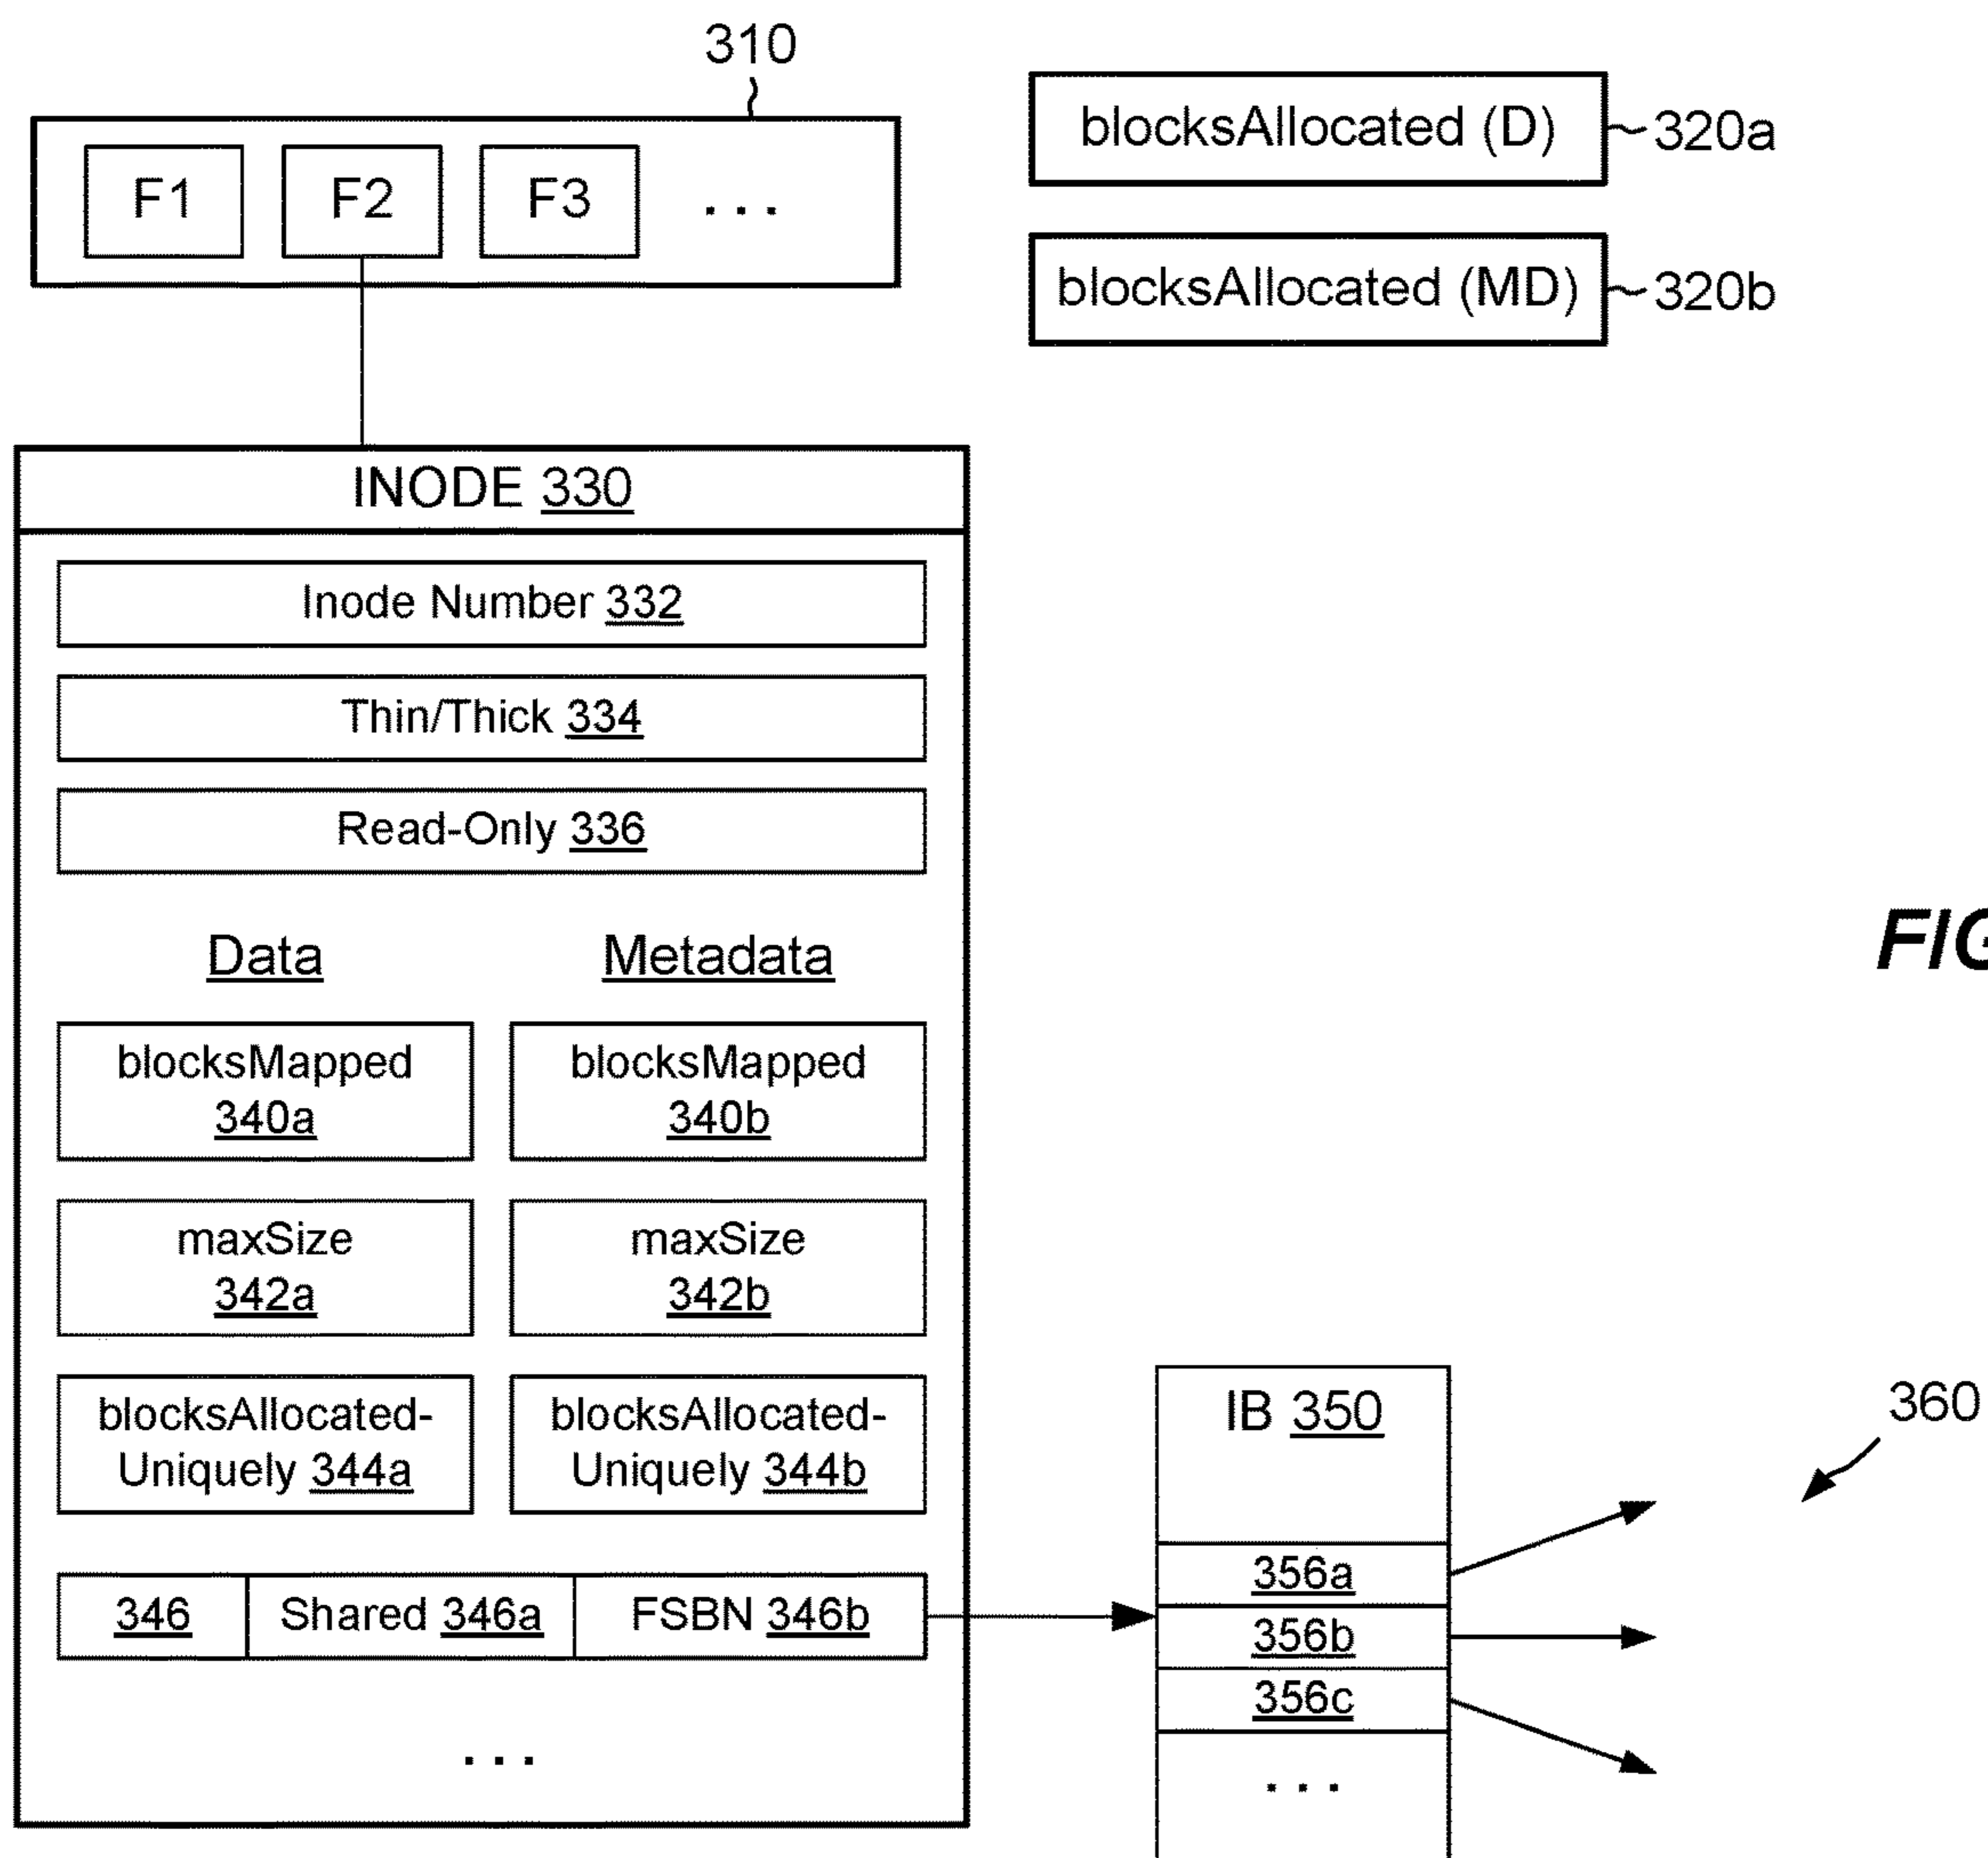 310
F1 F2 F3 ...
blocksAllocated (D) 320a
blocksAllocated (MD) 320b
INODE 330
Inode Number 332
Thin/Thick 334
Read-Only 336
Data Metadata
blocksMapped
340a
blocksMapped
340b
maxSize
342a
maxSize
342b
blocksAllocated-
Uniquely 344a
blocksAllocated-
Uniquely 344b
346 Shared 346a FSBN 346b
...
IB 350
356a
356b
356c
...
360
FIG